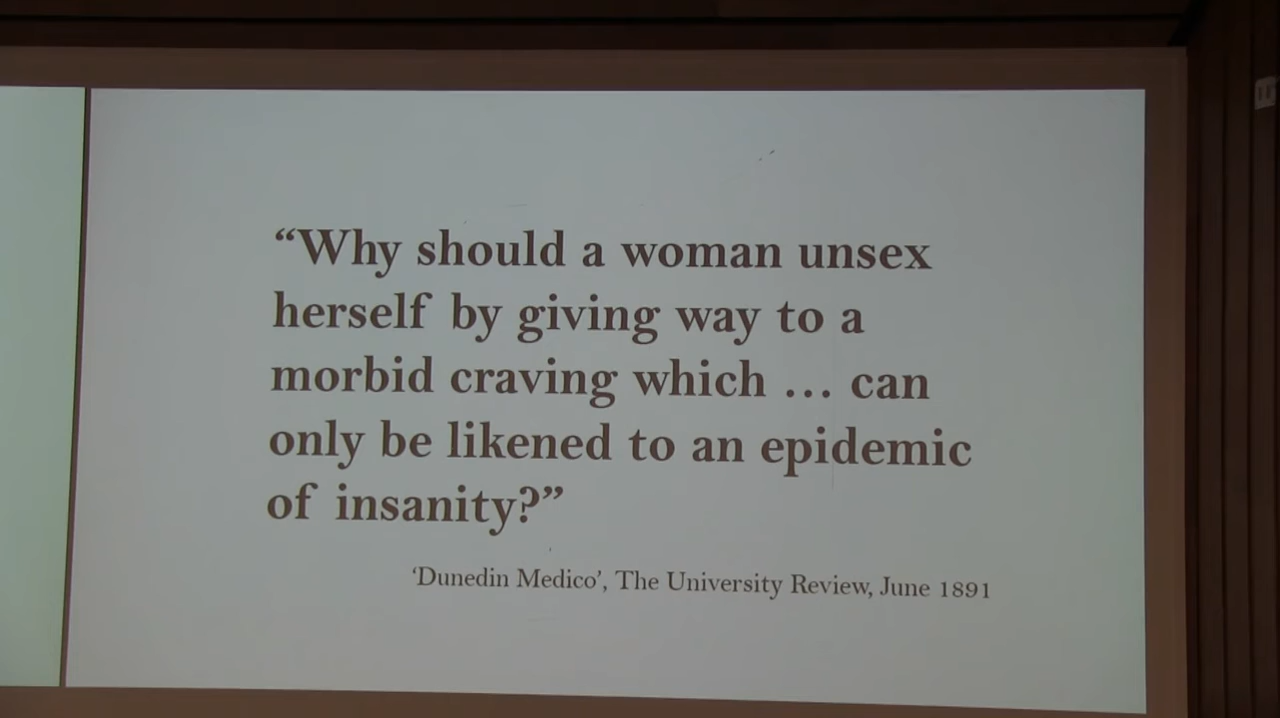 “Why should a woman unsex
herself by giving way to a
morbid craving which … can
only be likened to an epidemic
of insanity?”
‘Dunedin Medico’, The University Review, June 1891